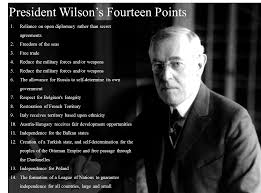 President Wilson's Fourteen Points
1. Reliance on open diplomacy rather than secret
agreements
2. Freedom of the seas
3. Free trade
4. Reduce the military forces and/or weapons
5. Reduce the military forces and/or weapons
6. The allowance for Russia to self-determine its own
government
7. Respect for Belgium's Integrity
8. Restoration of French Territory
9. Italy receives territory based upon ethnicity
10. Austria-Hungary receives fair development opportunities
11. Independence for the Balkan states
12. Creation of a Turkish state, and self-determination for the
peoples of the Ottoman Empire and free passage through
the Dardanelles
13. Independence for Poland
14. The formation of a League of Nations to guarantee
independence for all countries, large and small